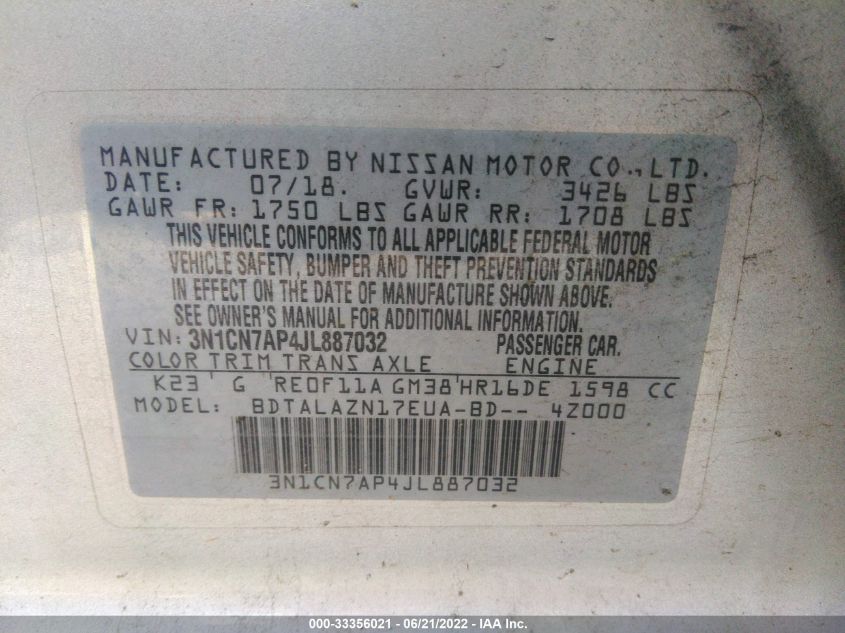 MANUFACTURED BY NISSAN MOTOR CO., LTD.
DATE: 07/18. GVWR: 3426 LBS
GAWR FR: 1750 LBS GAWR RR: 1708 LBS
THIS VEHICLE CONFORMS TO ALL APPLICABLE FEDERAL MOTOR
VEHICLE SAFETY, BUMPER AND THEFT PREVENTION STANDARDS
IN EFFECT ON THE DATE OF MANUFACTURE SHOWN ABOVE.
SEE OWNER'S MANUAL FOR ADDITIONAL INFORMATION.
VIN: 3N1CN7AP4JL887032 PASSENGER CAR.
COLOR TRIM TRANS AXLE ENGINE
K23 G RE0F11A GM38 HR16DE 1598 CC
MODEL: BDTALAZN17EUA-BD-- 4Z000
3N1CN7AP4JL887032
000-33356021 - 06/21/2022 - IAA Inc.